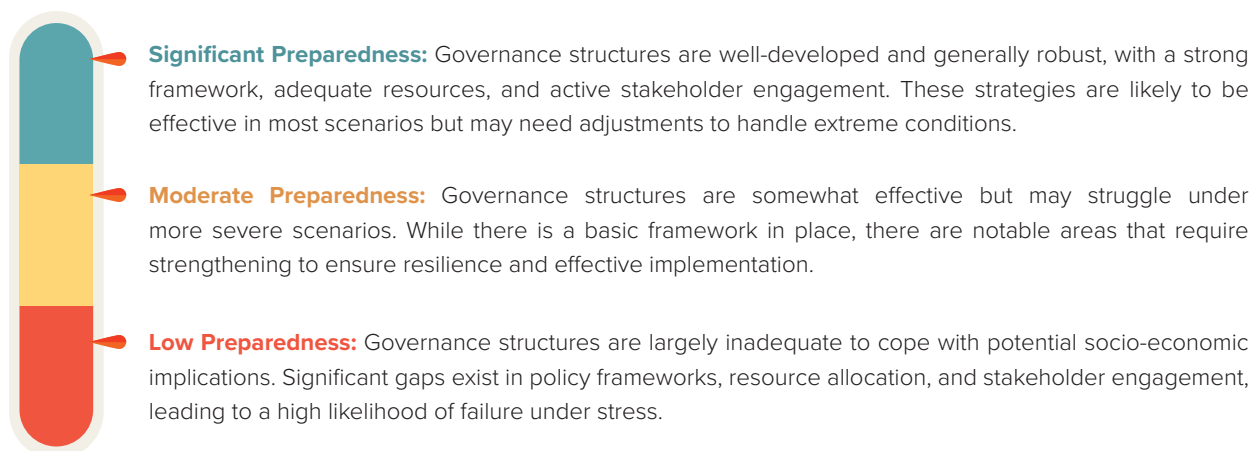 Significant Preparedness: Governance structures are well-developed and generally robust, with a strong
framework, adequate resources, and active stakeholder engagement. These strategies are likely to be
effective in most scenarios but may need adjustments to handle extreme conditions.
Moderate Preparedness: Governance structures are somewhat effective but may struggle under
more severe scenarios. While there is a basic framework in place, there are notable areas that require
strengthening to ensure resilience and effective implementation.
Low Preparedness: Governance structures are largely inadequate to cope with potential socio-economic
implications. Significant gaps exist in policy frameworks, resource allocation, and stakeholder engagement,
leading to a high likelihood of failure under stress.